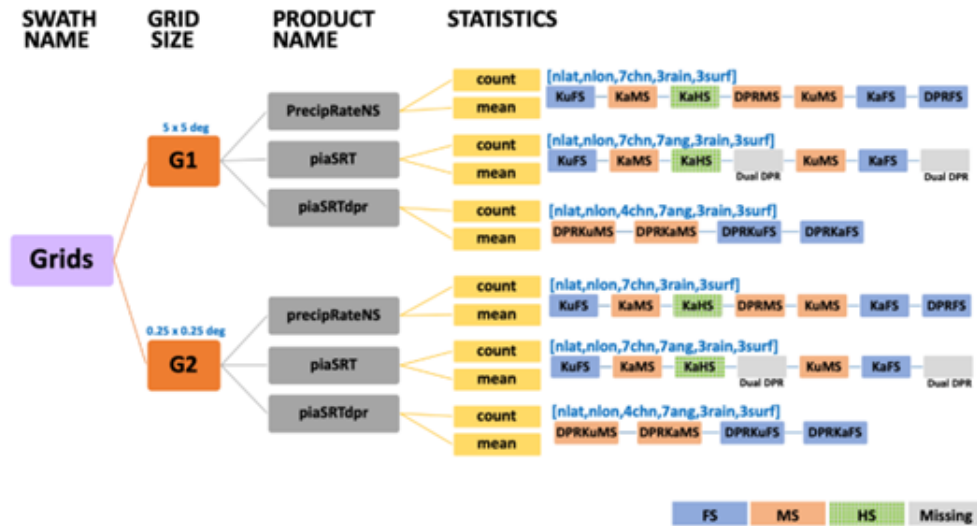 SWATH NAME
GRID SIZE
PRODUCT NAME
STATISTICS
Grids
5 x 5 deg
G1
PrecipRateNS
count
mean
[nlat,nlon,7chn,3rain,3surf]
KuFS KaMS KaHS DPRMS KuMS KaFS DPRFS
piaSRT
count
mean
[nlat,nlon,7chn,7ang,3rain,3surf]
KuFS KaMS KaHS KuMS KaFS
Dual DPR Dual DPR
piaSRTdpr
count
mean
[nlat,nlon,4chn,7ang,3rain,3surf]
DPRKuMS DPRKaMS DPRKuFS DPRKaFS
0.25 x 0.25 deg
G2
precipRateNS
count
mean
[nlat,nlon,7chn,3rain,3surf]
KuFS KaMS KaHS DPRMS KuMS KaFS DPRFS
piaSRT
count
mean
[nlat,nlon,7chn,7ang,3rain,3surf]
KuFS KaMS KaHS KuMS KaFS
Dual DPR Dual DPR
piaSRTdpr
count
mean
[nlat,nlon,4chn,7ang,3rain,3surf]
DPRKuMS DPRKaMS DPRKuFS DPRKaFS
FS MS HS Missing